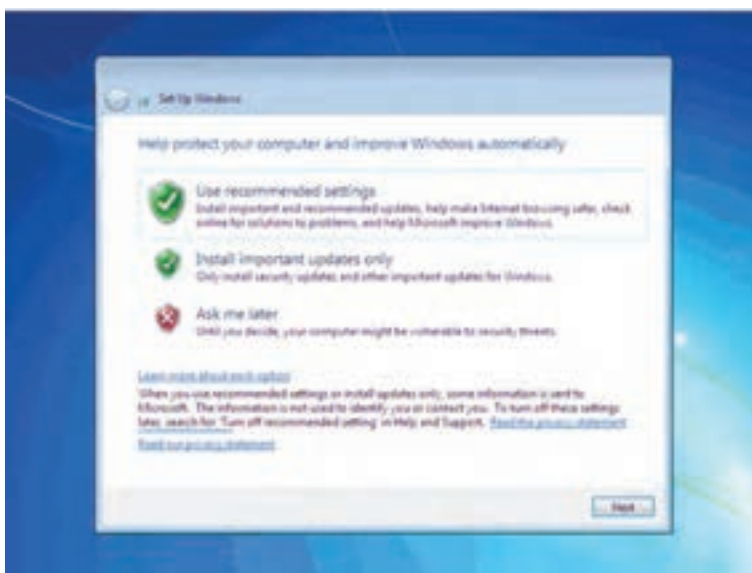 Set Up Windows
Help protect your computer and improve Windows automatically
Use recommended settings
Install important and recommended updates, help make Internet browsing safer, check
online for solutions to problems, and help Microsoft improve Windows.
Install important updates only
Only install security updates and other important updates for Windows.
Ask me later
Until you decide, your computer might be vulnerable to security threats.
Learn more about each option
When you use recommended settings or install updates only, some information is sent to
Microsoft. The information is not used to identify you or contact you. To turn off these settings
later, search for 'Turn off recommended setting' in Help and Support. Read the privacy statement
Read our privacy statement
Next